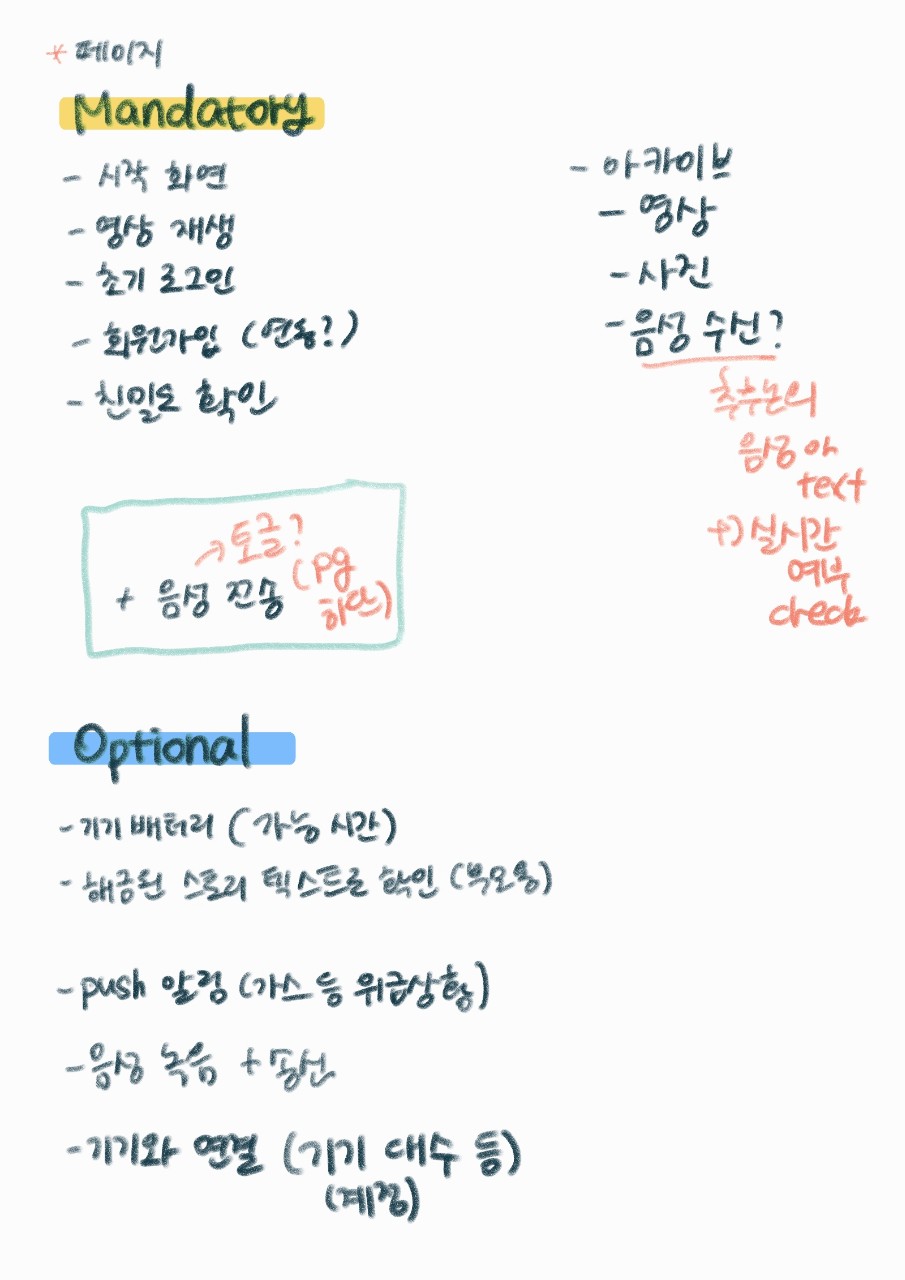 * 페이지
Mandatory
- 시작 화면
- 영상 재생
- 초기 로그인
- 회원가입 (연동?)
- 친밀도 확인
- 아카이브
- 영상
- 사진
- 음성 수신?
추후논의
음성 or
text
+) 실시간
여부
check
→ 토글?
+ 음성 전송
(pg
하단)
Optional
- 기기 배터리 (가능 시간)
- 해금된 스토리 텍스트로 확인 (부모용)
- push 알림 (가스 등 위급상황)
- 음성 녹음 + 송신
- 기기와 연결 (기기 대수 등)
(계정)